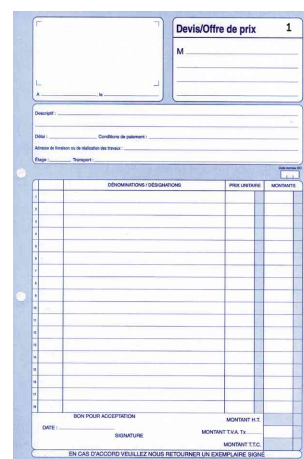 Devis/Offre de prix 1
M
A le
Descriptif :
Délai : Conditions de paiement :
Adresse de livraison ou de réalisation des travaux :
Étage : Transport :
DÉNOMINATIONS / DÉSIGNATIONS PRIX UNITAIRE MONTANTS
1
2
3
4
5
6
7
8
9
10
11
12
13
14
15
16
17
18
BON POUR ACCEPTATION MONTANT H.T.
DATE : SIGNATURE MONTANT T.V.A. Tx
MONTANT T.T.C.
EN CAS D'ACCORD VEUILLEZ NOUS RETOURNER UN EXEMPLAIRE SIGNÉ